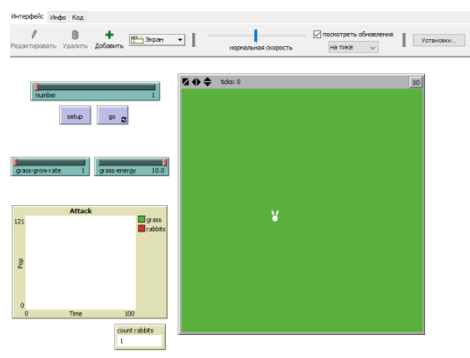 Интерфейс Инфо Код
Редактировать Удалить Добавить Экран
нормальная скорость
посмотреть обновления
на тике
Установки...
number 1
setup go
grass-grow-rate 1 grass-energy 10.0
ticks: 0 3D
Attack
121
Pop
0
0 Time 100
grass
rabbits
count rabbits
1